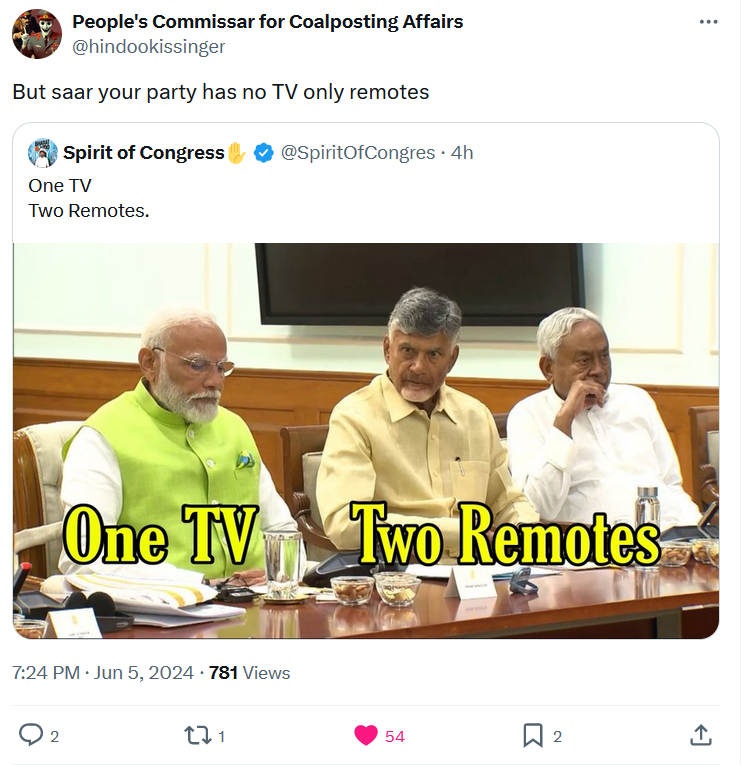 People's Commissar for Coalposting Affairs
@hindookissinger
But saar your party has no TV only remotes
Spirit of Congress✋ @SpiritOfCongres · 4h
One TV
Two Remotes.
One TV Two Remotes
7:24 PM · Jun 5, 2024 · 781 Views
2 1 54 2